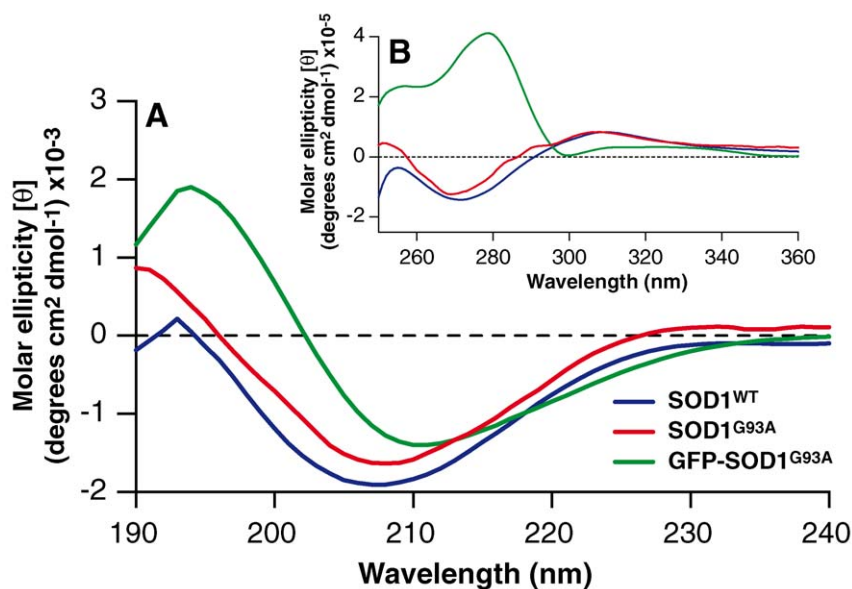 B
Molar ellipticity [θ]
(degrees cm2 dmol-1) x10-5
4
2
0
-2
260 280 300 320 340 360
Wavelength (nm)
A
Molar ellipticity [θ]
(degrees cm2 dmol-1) x10-3
3
2
1
0
-1
-2
SOD1WT
SOD1G93A
GFP-SOD1G93A
190 200 210 220 230 240
Wavelength (nm)